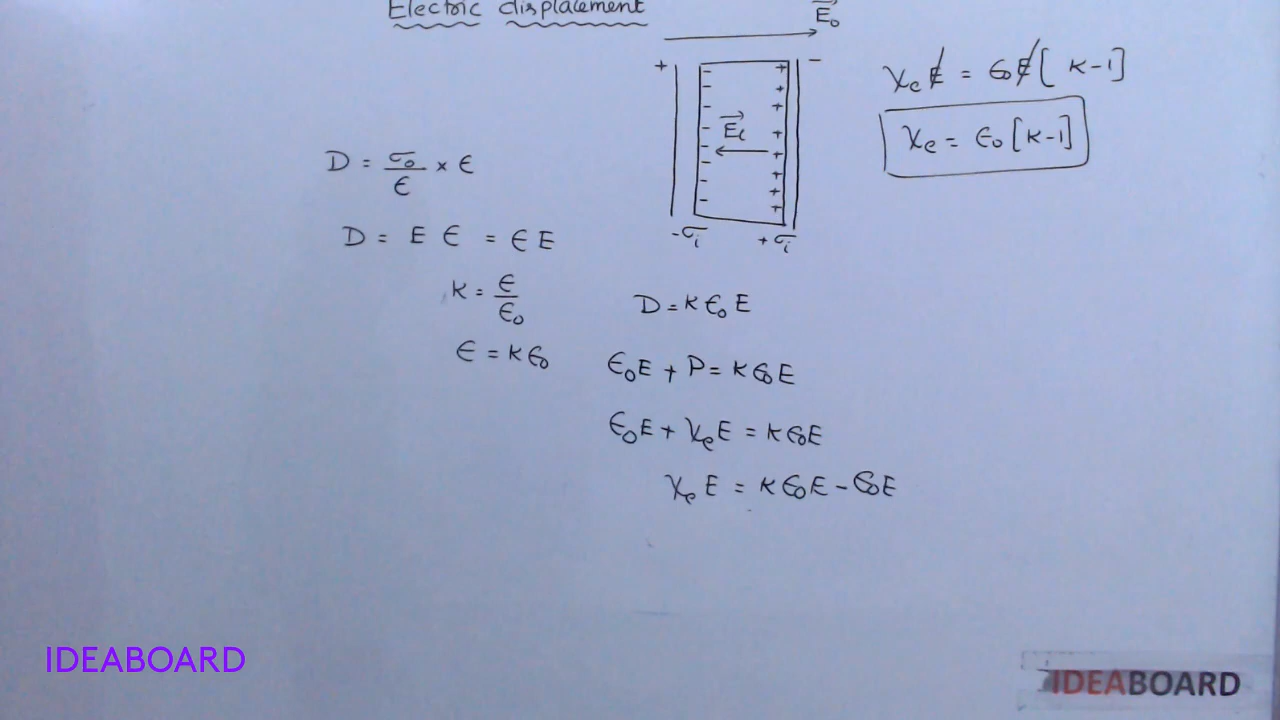 Electric displacement
E₀
+ −
χₑE = ϵ₀E[K-1]
χₑ = ϵ₀[K-1]
Eᵢ
-σᵢ +σᵢ
D = σ₀/ϵ × ϵ
D = E ϵ = ϵ E
K = ϵ/ϵ₀
ϵ = Kϵ₀
D = Kϵ₀E
ϵ₀E + P = Kϵ₀E
ϵ₀E + χₑE = Kϵ₀E
χₑE = Kϵ₀E - ϵ₀E
IDEABOARD
IDEABOARD